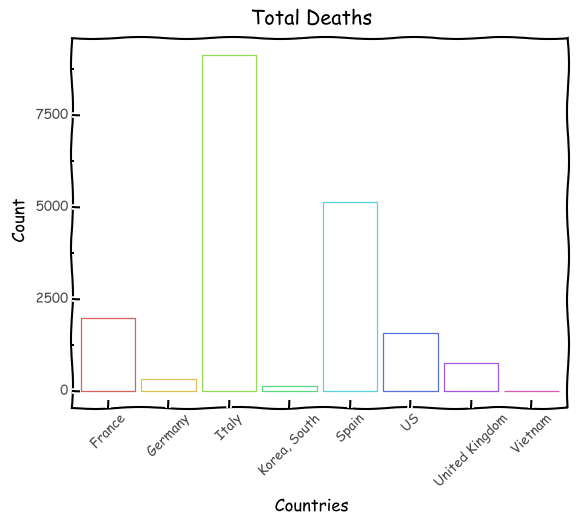 Total Deaths
Count
7500
5000
2500
0
France
Germany
Italy
Korea, South
Spain
US
United Kingdom
Vietnam
Countries